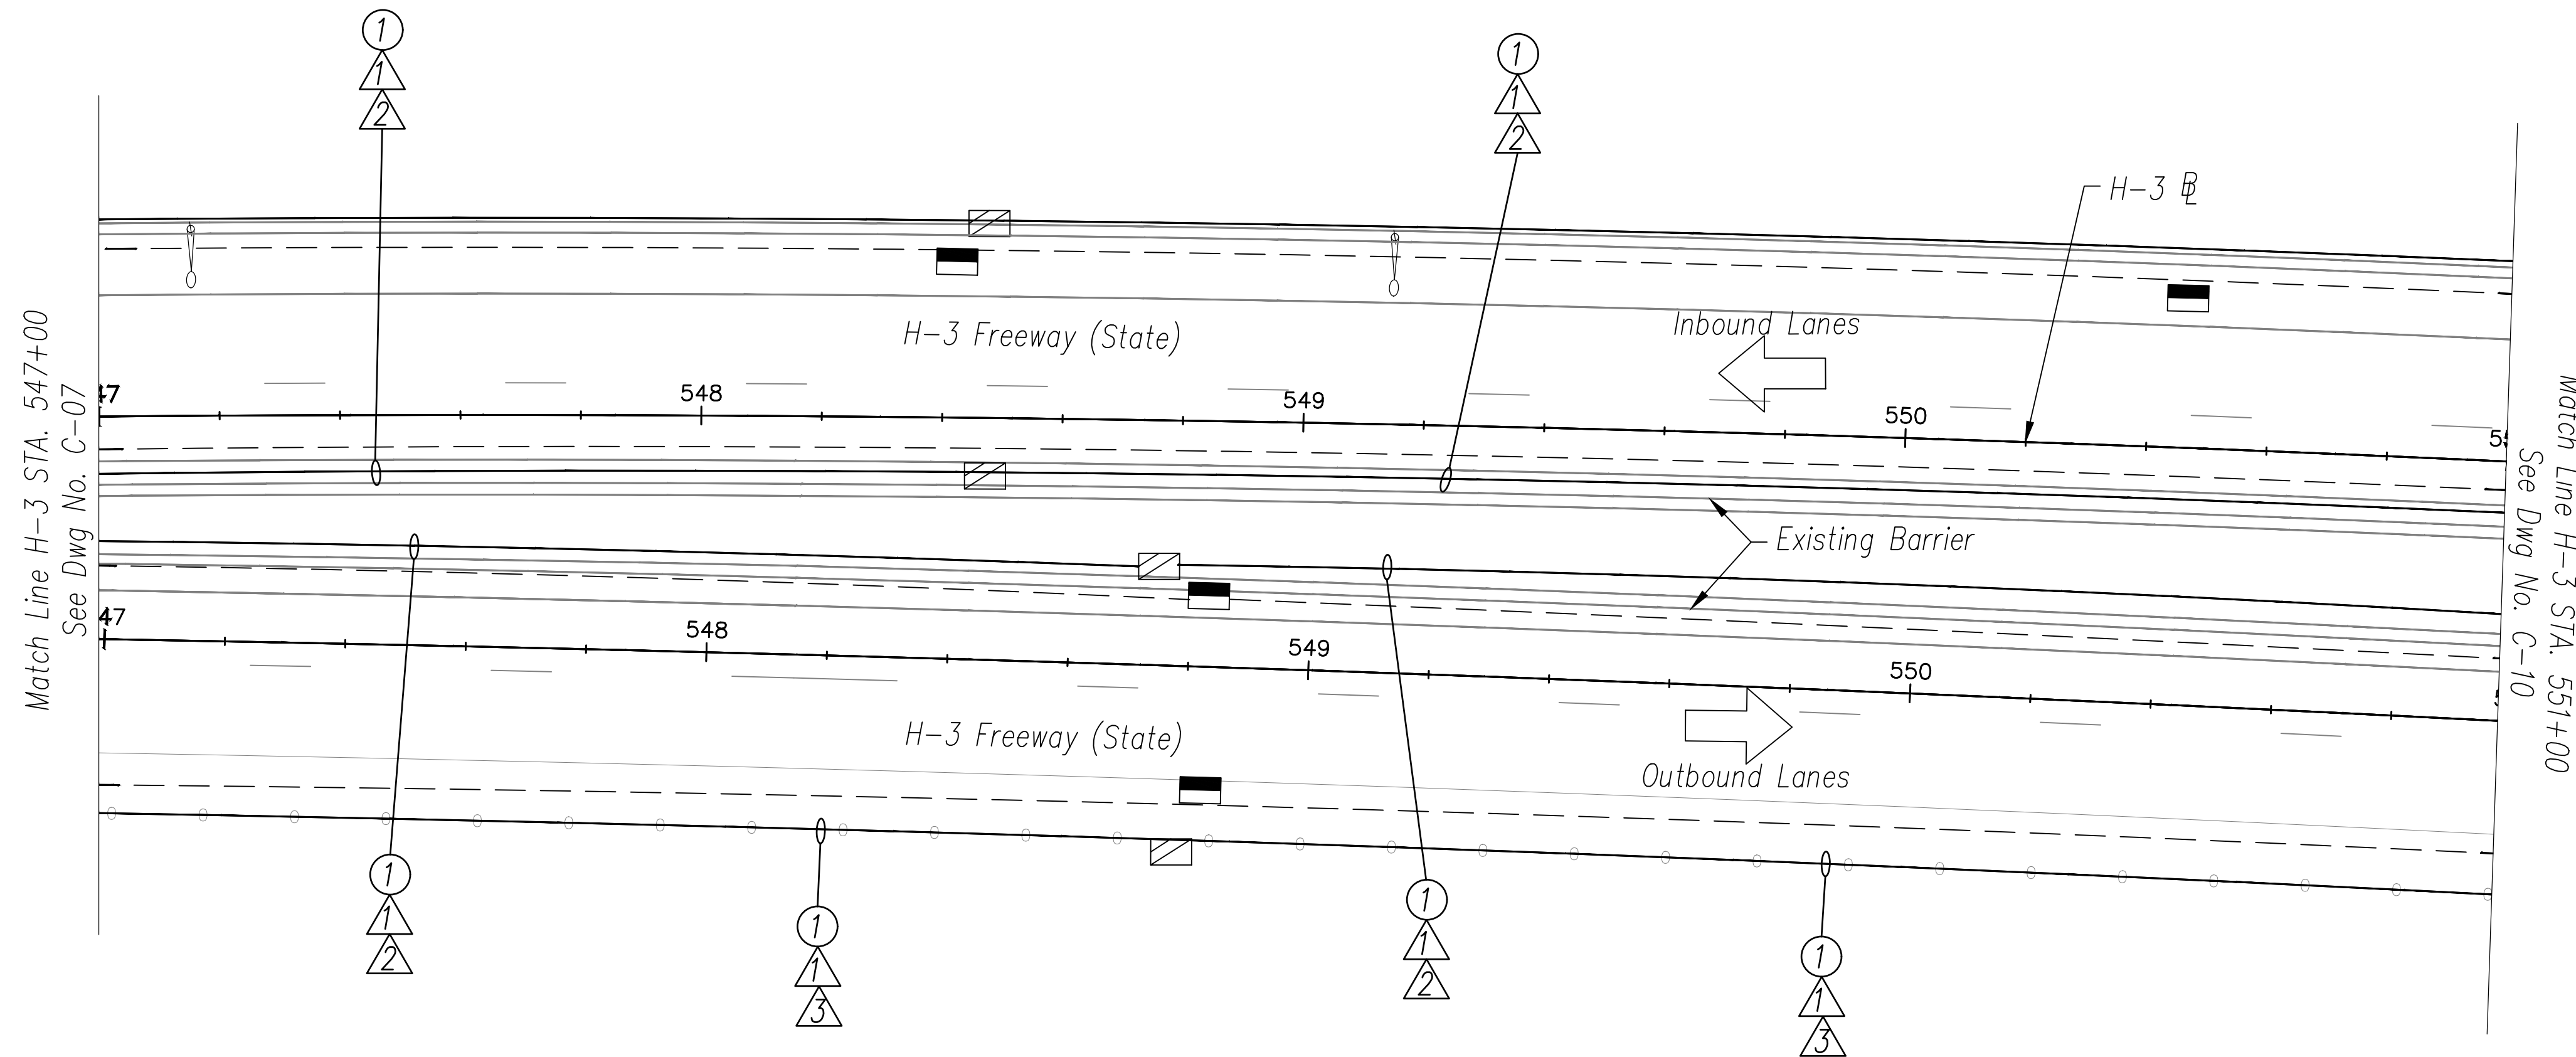 1
1
2
1
1
2
H-3 BL
Inbound Lanes
H-3 Freeway (State)
47
548
549
550
Match Line H-3 STA. 547+00
See Dwg No. C-07
Match Line H-3 STA. 551+00
See Dwg No. C-10
Existing Barrier
47
548
549
550
H-3 Freeway (State)
Outbound Lanes
1
1
2
1
1
3
1
1
2
1
1
3